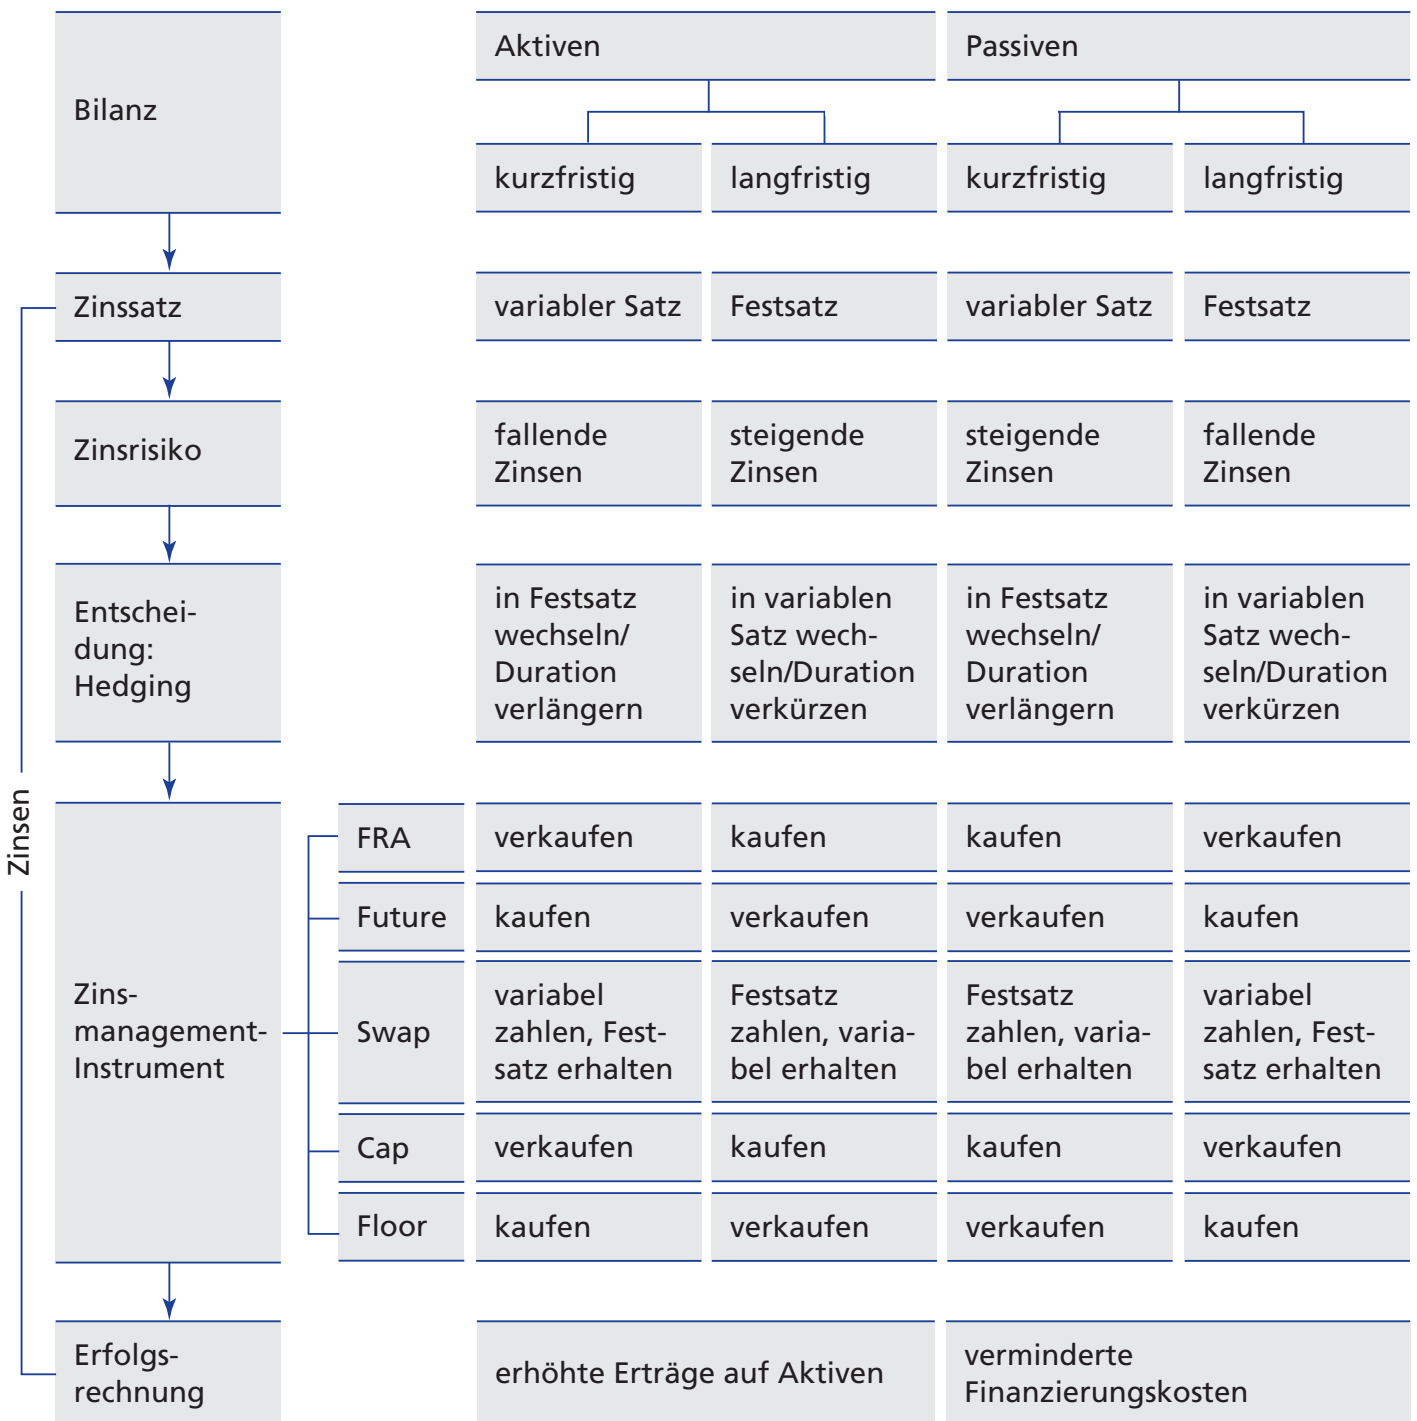 Aktiven
Passiven
Bilanz
kurzfristig
langfristig
kurzfristig
langfristig
Zinssatz
variabler Satz
Festsatz
variabler Satz
Festsatz
Zinsrisiko
fallende
Zinsen
steigende
Zinsen
steigende
Zinsen
fallende
Zinsen
Entschei-
dung:
Hedging
in Festsatz
wechseln/
Duration
verlängern
in variablen
Satz wech-
seln/Duration
verkürzen
in Festsatz
wechseln/
Duration
verlängern
in variablen
Satz wech-
seln/Duration
verkürzen
Zinsen
Zins-
management-
Instrument
FRA
verkaufen
kaufen
kaufen
verkaufen
Future
kaufen
verkaufen
verkaufen
kaufen
Swap
variabel
zahlen, Fest-
satz erhalten
Festsatz
zahlen, varia-
bel erhalten
Festsatz
zahlen, varia-
bel erhalten
variabel
zahlen, Fest-
satz erhalten
Cap
verkaufen
kaufen
kaufen
verkaufen
Floor
kaufen
verkaufen
verkaufen
kaufen
Erfolgs-
rechnung
erhöhte Erträge auf Aktiven
verminderte
Finanzierungskosten